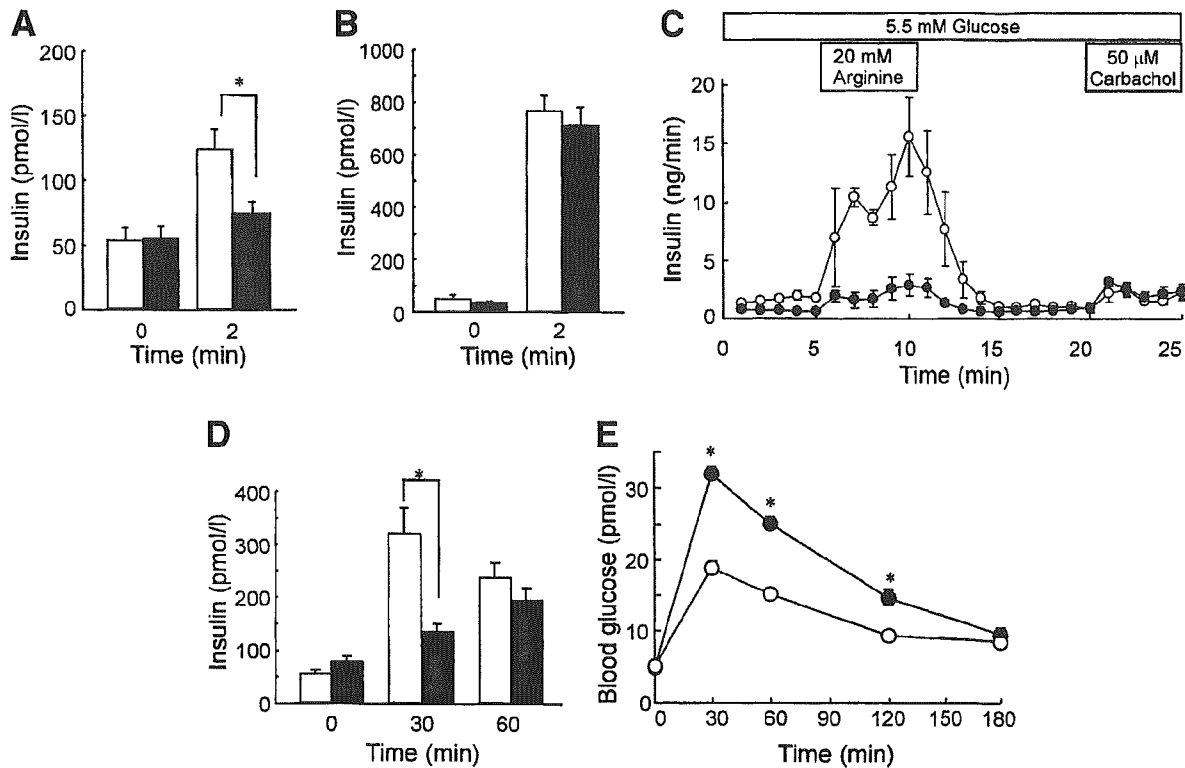 A
Insulin (pmol/l)
200
150
100
50
0
*
0 2
Time (min)
B
Insulin (pmol/l)
1000
800
600
400
200
0
0 2
Time (min)
C
5.5 mM Glucose
20 mM
Arginine
50 µM
Carbachol
Insulin (ng/min)
20
15
10
5
0
0 5 10 15 20 25
Time (min)
D
Insulin (pmol/l)
400
300
200
100
0
*
0 30 60
Time (min)
E
Blood glucose (pmol/l)
30
20
10
0
*
*
*
0 30 60 90 120 150 180
Time (min)